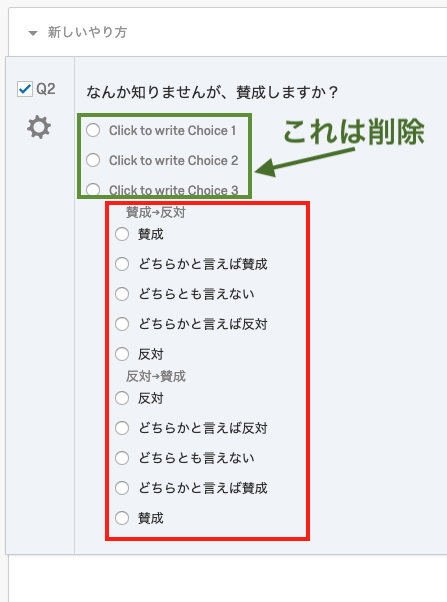 新しいやり方
Q2
なんか知りませんが、賛成しますか？
Click to write Choice 1
これは削除
Click to write Choice 2
Click to write Choice 3
賛成→反対
賛成
どちらかと言えば賛成
どちらとも言えない
どちらかと言えば反対
反対
反対→賛成
反対
どちらかと言えば反対
どちらとも言えない
どちらかと言えば賛成
賛成